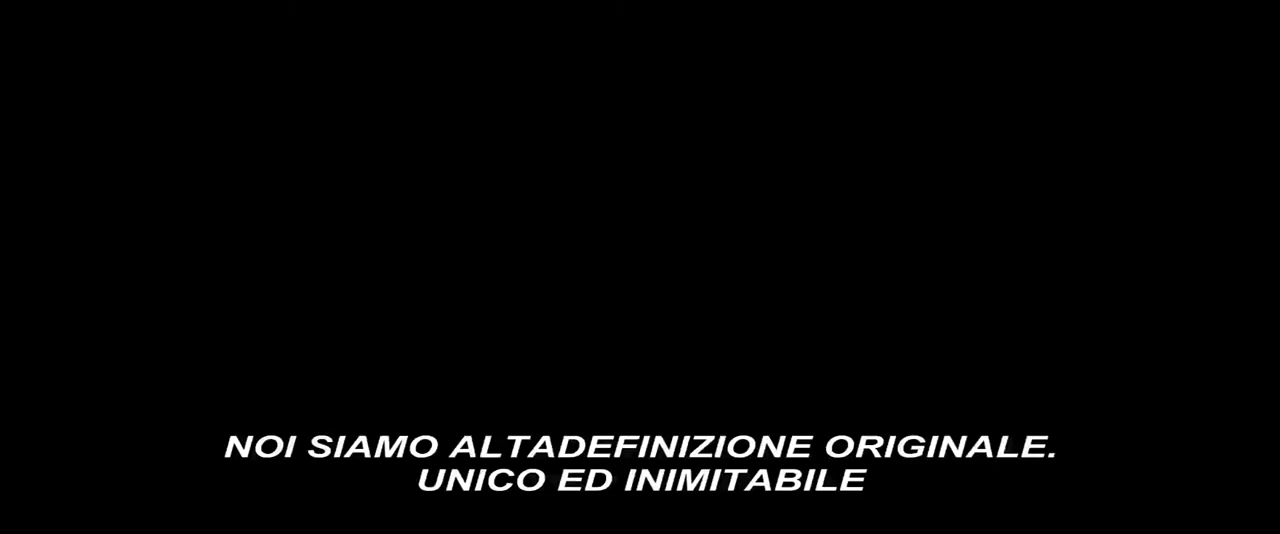 NOI SIAMO ALTADEFINIZIONE ORIGINALE.
UNICO ED INIMITABILE